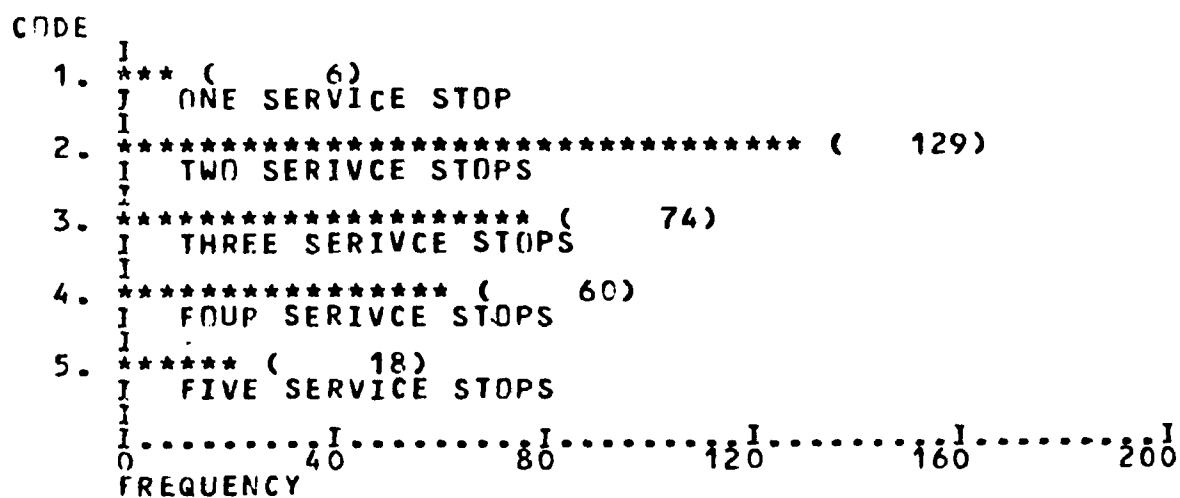 CODE
I
1. *** ( 6)
I ONE SERVICE STOP
I
2. ********************************* ( 129)
I TWO SERIVCE STOPS
I
3. ******************** ( 74)
I THREE SERIVCE STOPS
I
4. **************** ( 60)
I FOUP SERIVCE STOPS
I
5. ****** ( 18)
I FIVE SERVICE STOPS
I
I.........I.........I.........I.........I.........I
0 40 80 120 160 200
FREQUENCY